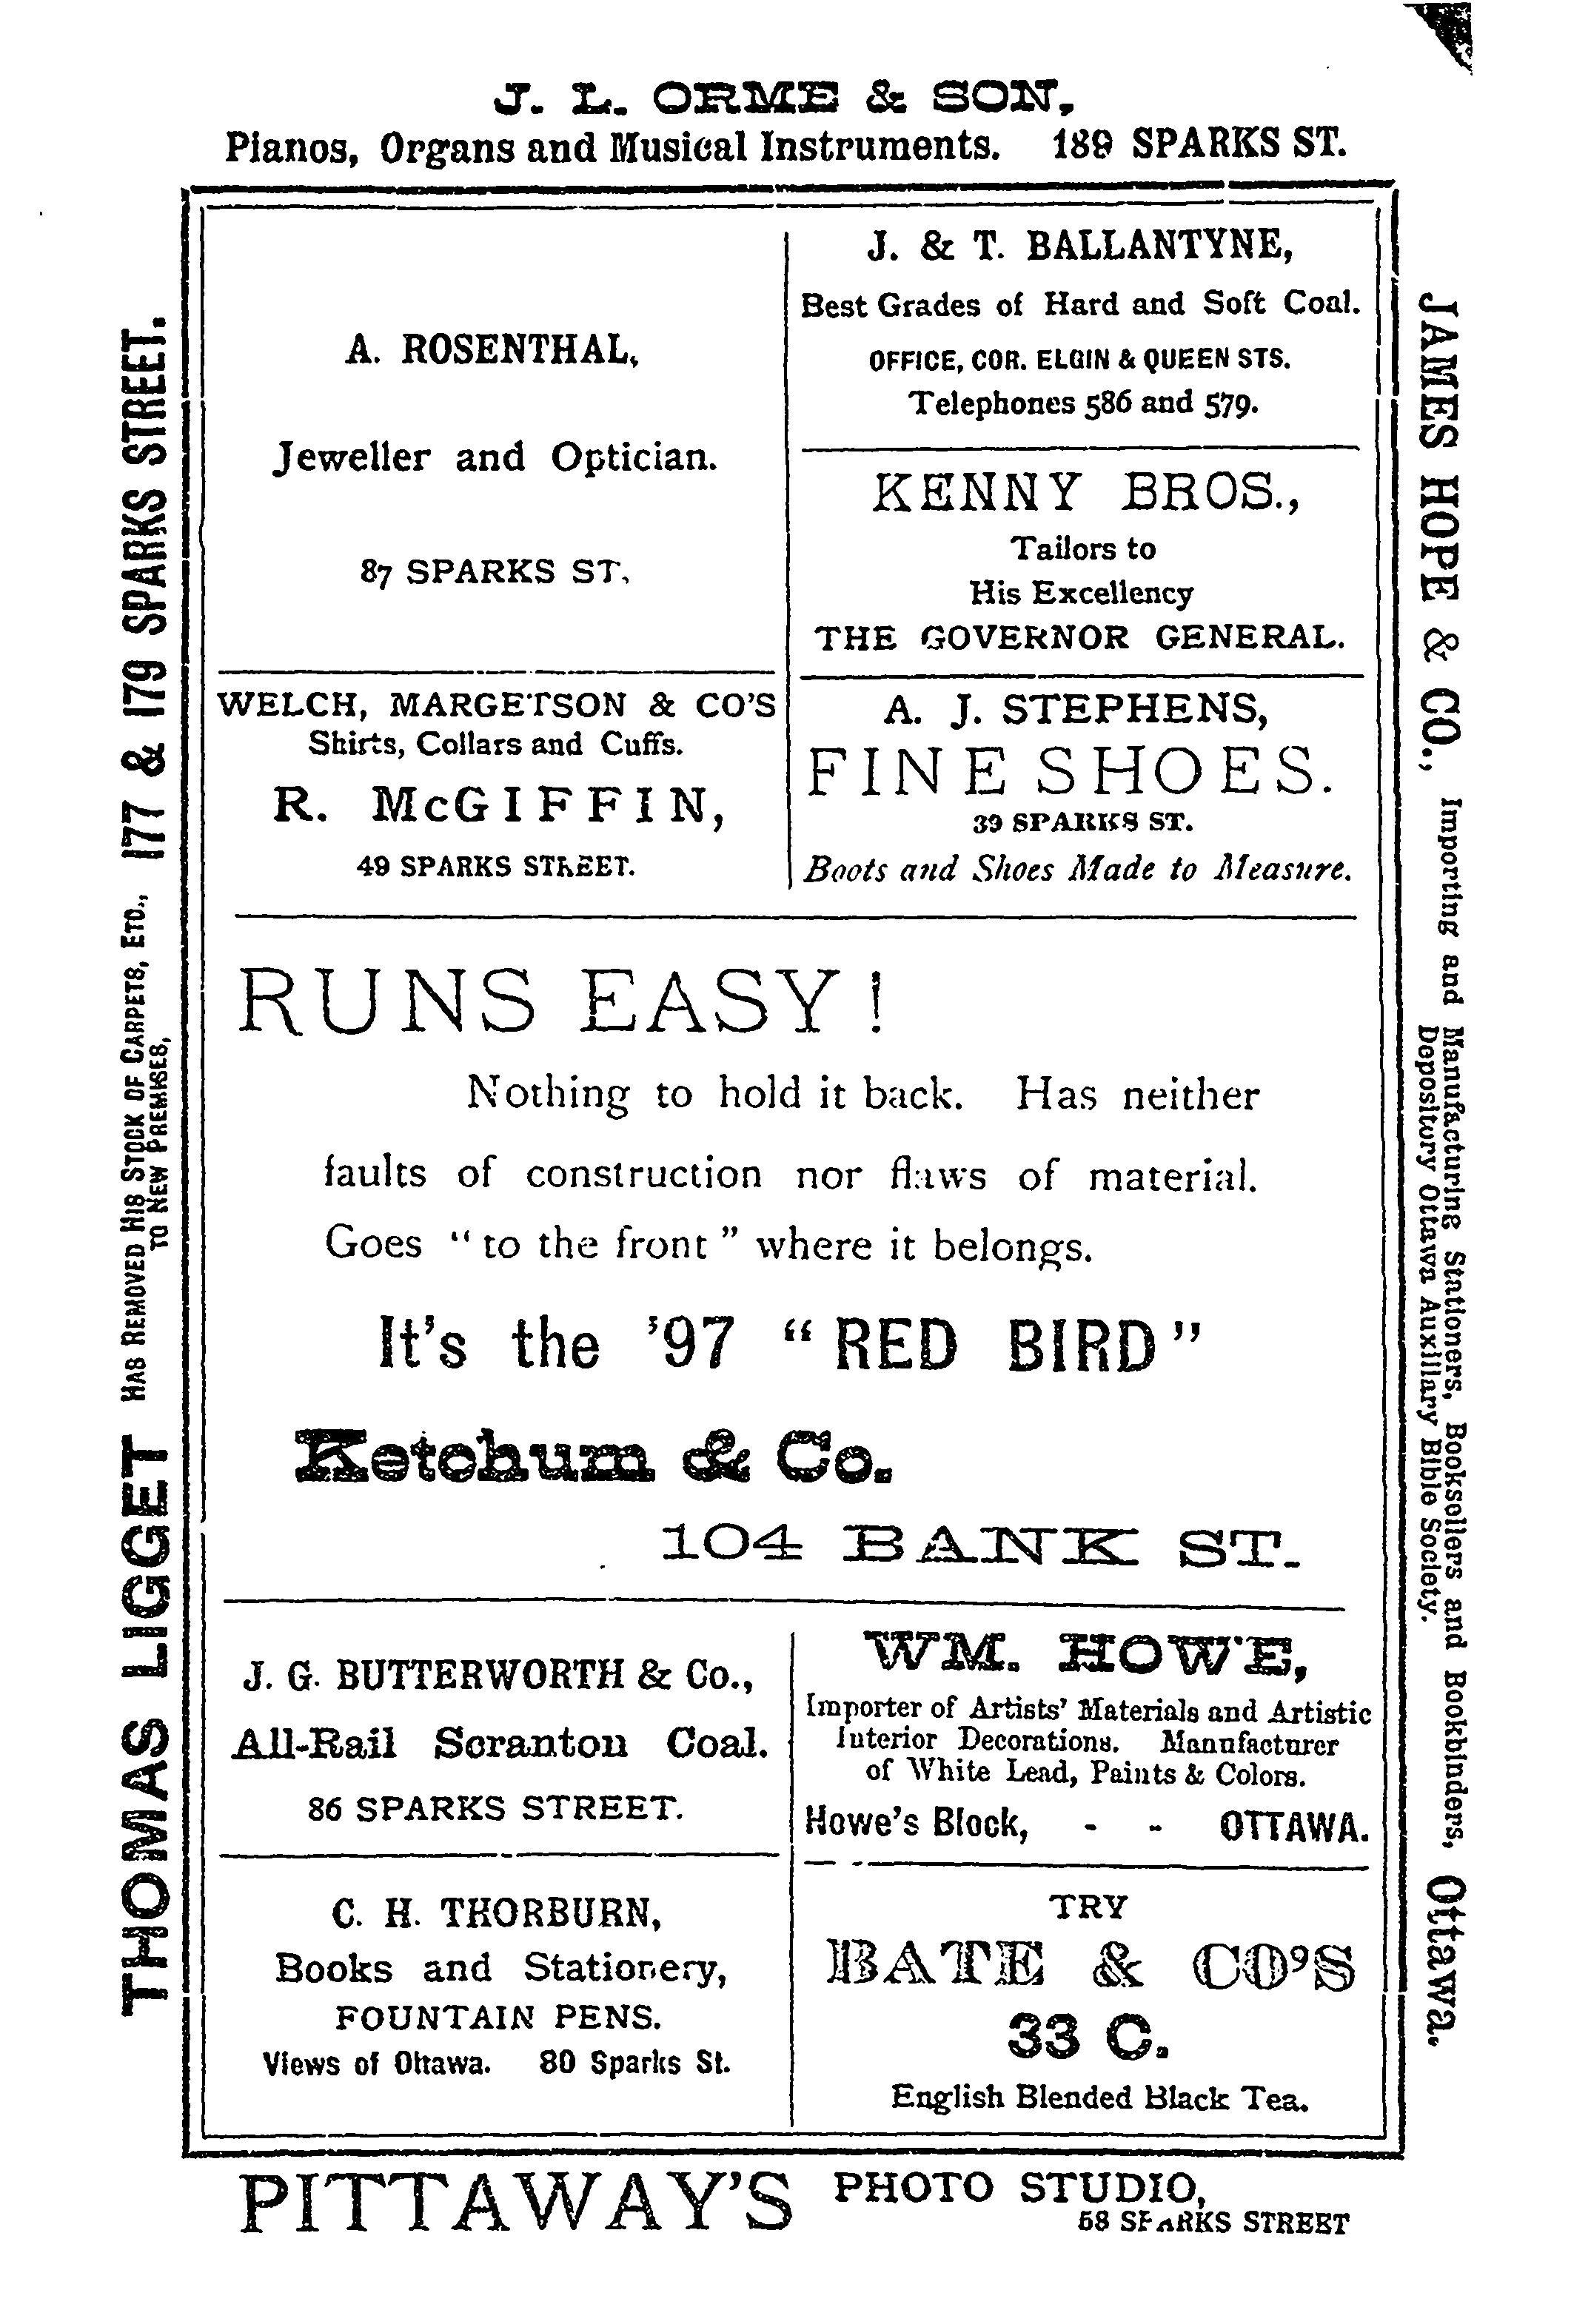 J. L. ORME & SON,
Pianos, Organs and Musical Instruments. 189 SPARKS ST.
THOMAS LIGGET HAS REMOVED HIS STOCK OF CARPETS, ETC., TO NEW PREMISES, 177 & 179 SPARKS STREET.
A. ROSENTHAL,
Jeweller and Optician.
87 SPARKS ST.
WELCH, MARGETSON & CO'S
Shirts, Collars and Cuffs.
R. McGIFFIN,
49 SPARKS STREET.
J. & T. BALLANTYNE,
Best Grades of Hard and Soft Coal.
OFFICE, COR. ELGIN & QUEEN STS.
Telephones 586 and 579.
KENNY BROS.,
Tailors to
His Excellency
THE GOVERNOR GENERAL.
A. J. STEPHENS,
FINE SHOES.
39 SPARKS ST.
Boots and Shoes Made to Measure.
RUNS EASY!
Nothing to hold it back. Has neither
faults of construction nor flaws of material.
Goes "to the front" where it belongs.
It's the '97 "RED BIRD"
Ketchum & Co.
104 BANK ST.
J. G. BUTTERWORTH & Co.,
All-Rail Scranton Coal.
86 SPARKS STREET.
C. H. THORBURN,
Books and Stationery,
FOUNTAIN PENS.
Views of Ottawa. 80 Sparks St.
WM. HOWE,
Importer of Artists' Materials and Artistic
Interior Decorations. Manufacturer
of White Lead, Paints & Colors.
Howe's Block, - - OTTAWA.
TRY
BATE & CO'S
33 C.
English Blended Black Tea.
JAMES HOPE & CO., Importing and Manufacturing Stationers, Booksellers and Bookbinders, Depository Ottawa Auxillary Bible Society. Ottawa.
PITTAWAY'S PHOTO STUDIO,
58 SPARKS STREET